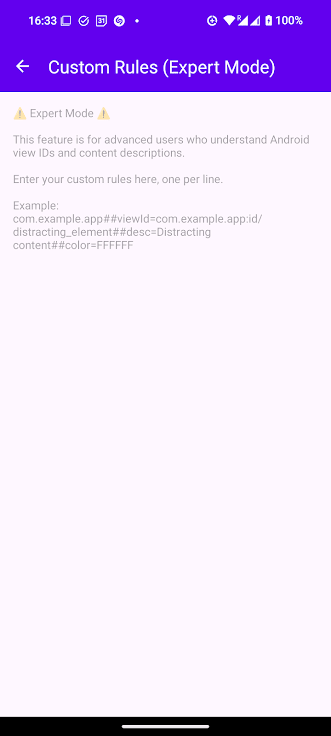 16:33
31
R
100%
Custom Rules (Expert Mode)
⚠️ Expert Mode ⚠️
This feature is for advanced users who understand Android
view IDs and content descriptions.
Enter your custom rules here, one per line.
Example:
com.example.app##viewId=com.example.app:id/
distracting_element##desc=Distracting
content##color=FFFFFF